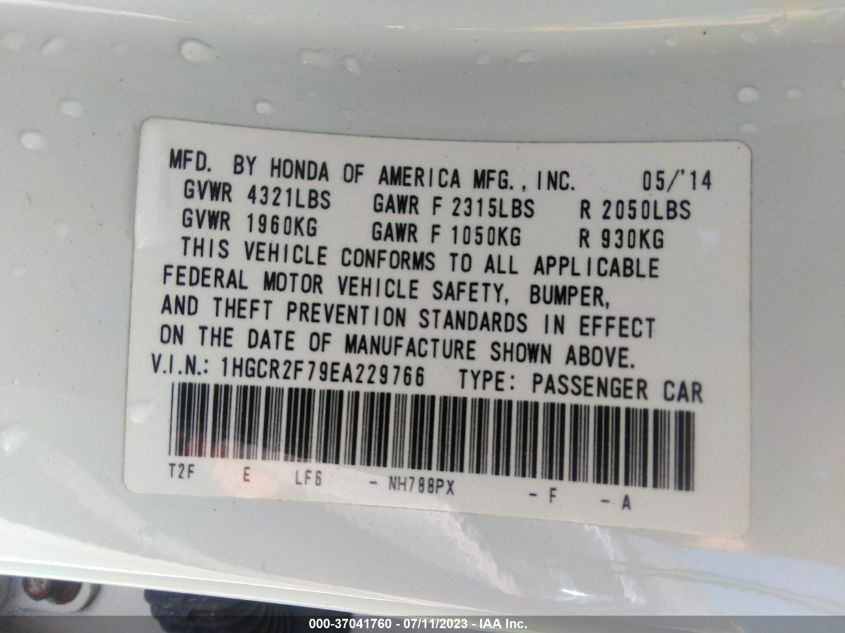 MFD. BY HONDA OF AMERICA MFG., INC. 05/'14
GVWR 4321LBS GAWR F 2315LBS R 2050LBS
GVWR 1960KG GAWR F 1050KG R 930KG
THIS VEHICLE CONFORMS TO ALL APPLICABLE
FEDERAL MOTOR VEHICLE SAFETY, BUMPER,
AND THEFT PREVENTION STANDARDS IN EFFECT
ON THE DATE OF MANUFACTURE SHOWN ABOVE.
V.I.N.: 1HGCR2F79EA229766 TYPE: PASSENGER CAR
T2F E LF6 - NH788PX - F - A
000-37041760 - 07/11/2023 - IAA Inc.